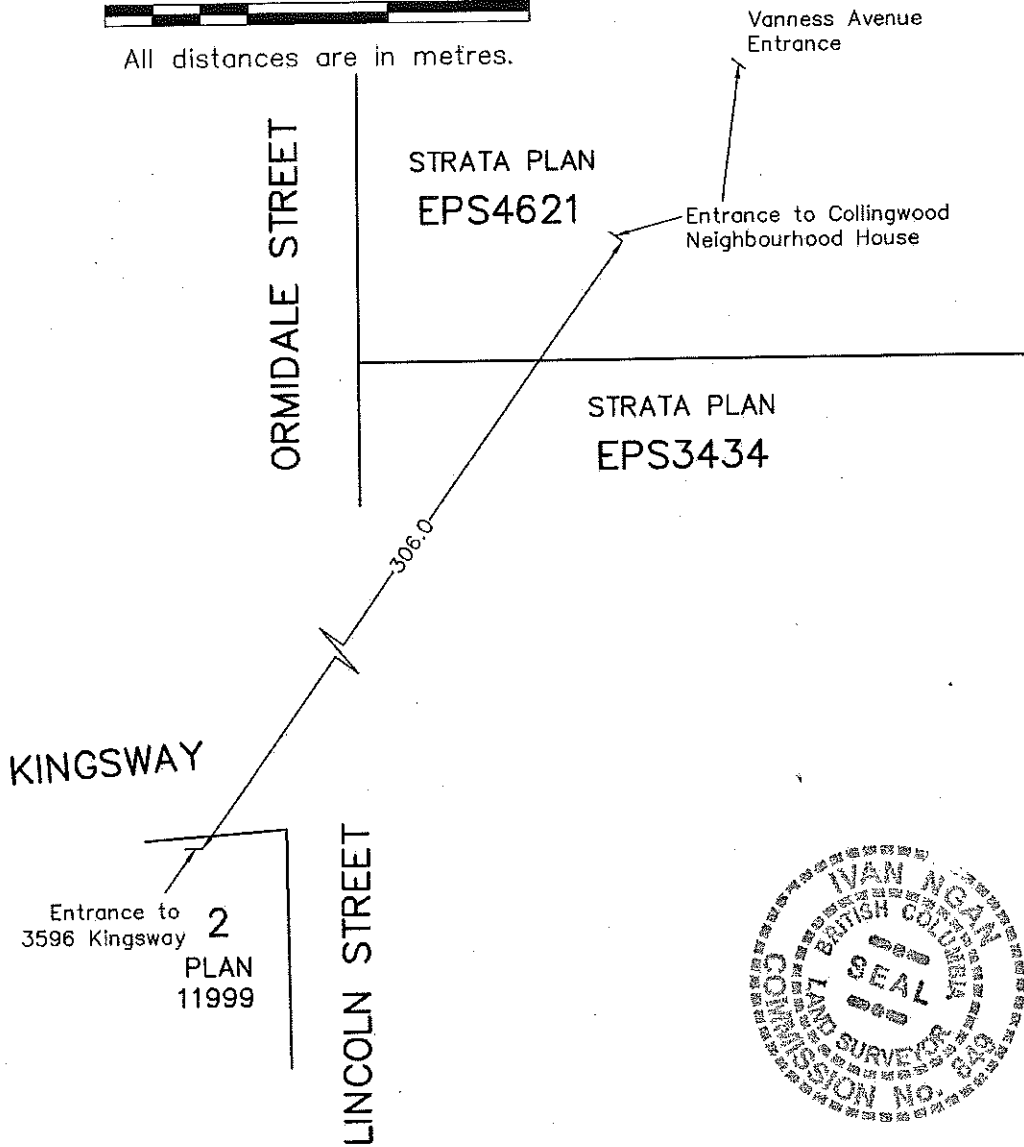 All distances are in metres.
Vanness Avenue
Entrance
ORMIDALE STREET
STRATA PLAN
EPS4621
Entrance to Collingwood
Neighbourhood House
STRATA PLAN
EPS3434
306.0
KINGSWAY
Entrance to
3596 Kingsway
2
PLAN
11999
LINCOLN STREET
IVAN NGAN
BRITISH COLUMBIA
SEAL
LAND SURVEYOR
COMMISSION No. 849